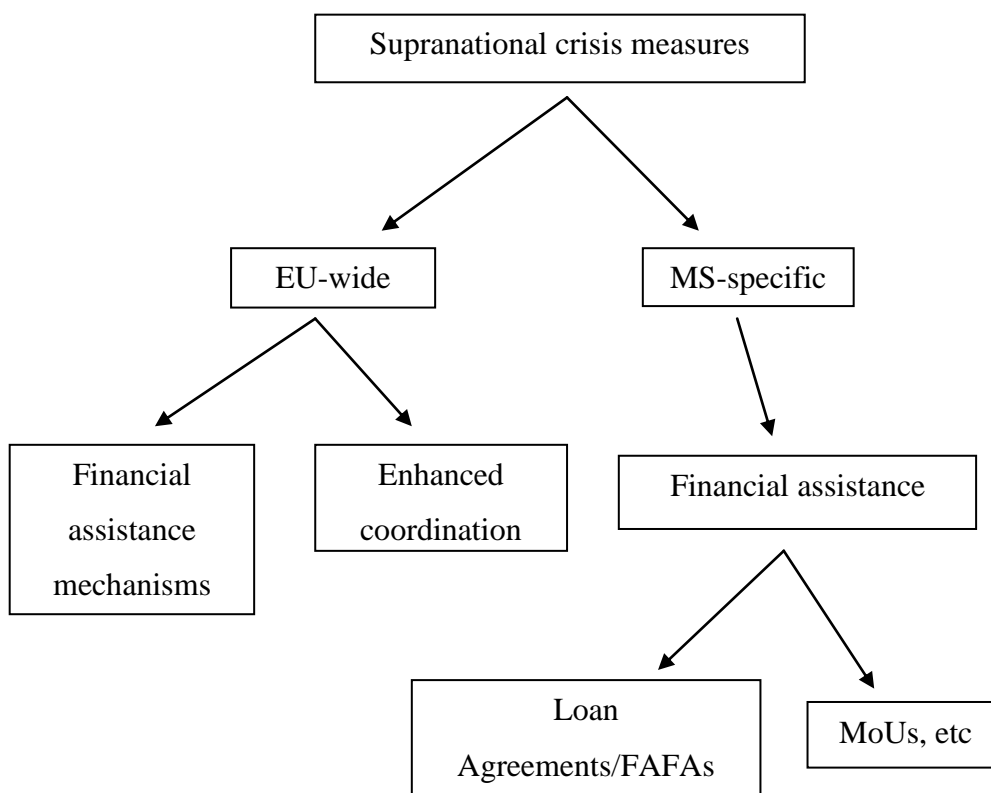 Supranational crisis measures
EU-wide
MS-specific
Financial
assistance
mechanisms
Enhanced
coordination
Financial assistance
Loan
Agreements/FAFAs
MoUs, etc